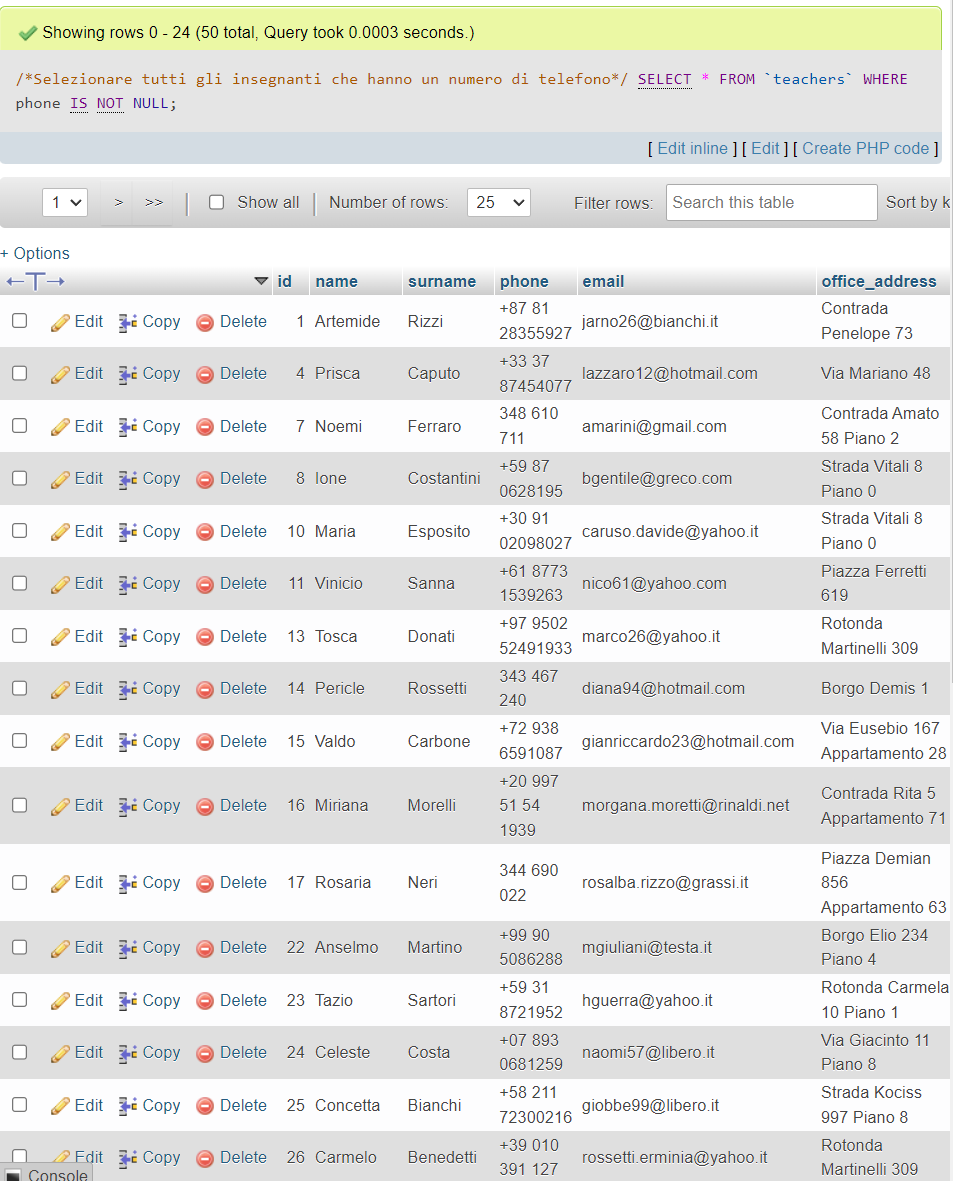 Showing rows 0 - 24 (50 total, Query took 0.0003 seconds.)
/*Selezionare tutti gli insegnanti che hanno un numero di telefono*/ SELECT * FROM `teachers` WHERE
phone IS NOT NULL;
[ Edit inline ] [ Edit ] [ Create PHP code ]
1 > >> | Show all | Number of rows: 25 Filter rows: Search this table Sort by k
+ Options
←T→ id name surname phone email office_address
Edit Copy Delete 1 Artemide Rizzi +87 81 28355927 jarno26@bianchi.it Contrada Penelope 73
Edit Copy Delete 4 Prisca Caputo +33 37 87454077 lazzaro12@hotmail.com Via Mariano 48
Edit Copy Delete 7 Noemi Ferraro 348 610 711 amarini@gmail.com Contrada Amato 58 Piano 2
Edit Copy Delete 8 Ione Costantini +59 87 0628195 bgentile@greco.com Strada Vitali 8 Piano 0
Edit Copy Delete 10 Maria Esposito +30 91 02098027 caruso.davide@yahoo.it Strada Vitali 8 Piano 0
Edit Copy Delete 11 Vinicio Sanna +61 8773 1539263 nico61@yahoo.com Piazza Ferretti 619
Edit Copy Delete 13 Tosca Donati +97 9502 52491933 marco26@yahoo.it Rotonda Martinelli 309
Edit Copy Delete 14 Pericle Rossetti 343 467 240 diana94@hotmail.com Borgo Demis 1
Edit Copy Delete 15 Valdo Carbone +72 938 6591087 gianriccardo23@hotmail.com Via Eusebio 167 Appartamento 28
Edit Copy Delete 16 Miriana Morelli +20 997 51 54 1939 morgana.moretti@rinaldi.net Contrada Rita 5 Appartamento 71
Edit Copy Delete 17 Rosaria Neri 344 690 022 rosalba.rizzo@grassi.it Piazza Demian 856 Appartamento 63
Edit Copy Delete 22 Anselmo Martino +99 90 5086288 mgiuliani@testa.it Borgo Elio 234 Piano 4
Edit Copy Delete 23 Tazio Sartori +59 31 8721952 hguerra@yahoo.it Rotonda Carmela 10 Piano 1
Edit Copy Delete 24 Celeste Costa +07 893 0681259 naomi57@libero.it Via Giacinto 11 Piano 8
Edit Copy Delete 25 Concetta Bianchi +58 211 72300216 giobbe99@libero.it Strada Kociss 997 Piano 8
Edit Copy Delete 26 Carmelo Benedetti +39 010 391 127 rossetti.erminia@yahoo.it Rotonda Martinelli 309
Console